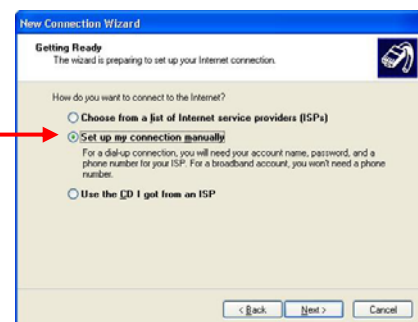 New Connection Wizard
Getting Ready
The wizard is preparing to set up your Internet connection.
How do you want to connect to the Internet?
Choose from a list of Internet service providers (ISPs)
Set up my connection manually
For a dial-up connection, you will need your account name, password, and a
phone number for your ISP. For a broadband account, you won't need a phone
number.
Use the CD I got from an ISP
< Back Next > Cancel